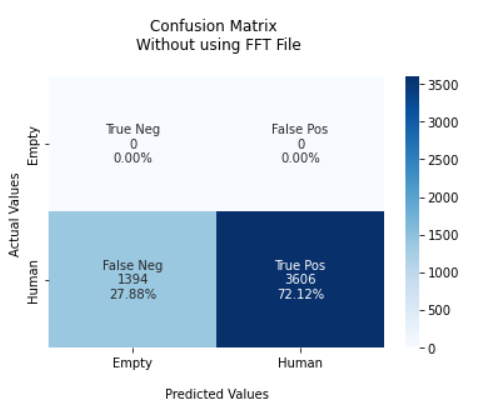 Confusion Matrix
Without using FFT File
Actual Values
Empty
True Neg
0
0.00%
False Pos
0
0.00%
Human
False Neg
1394
27.88%
True Pos
3606
72.12%
Empty
Human
Predicted Values
3500
3000
2500
2000
1500
1000
500
0